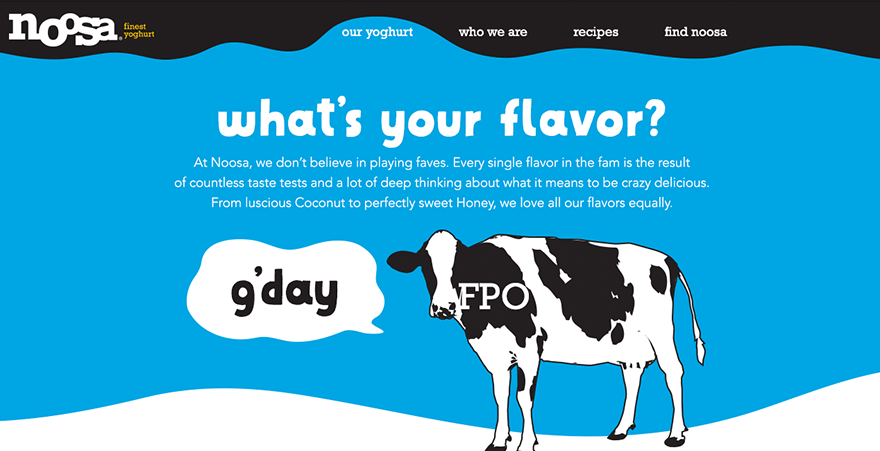 noosa® finest
yoghurt
our yoghurt who we are recipes find noosa
what's your flavor?
At Noosa, we don't believe in playing faves. Every single flavor in the fam is the result
of countless taste tests and a lot of deep thinking about what it means to be crazy delicious.
From luscious Coconut to perfectly sweet Honey, we love all our flavors equally.
g'day
FPO